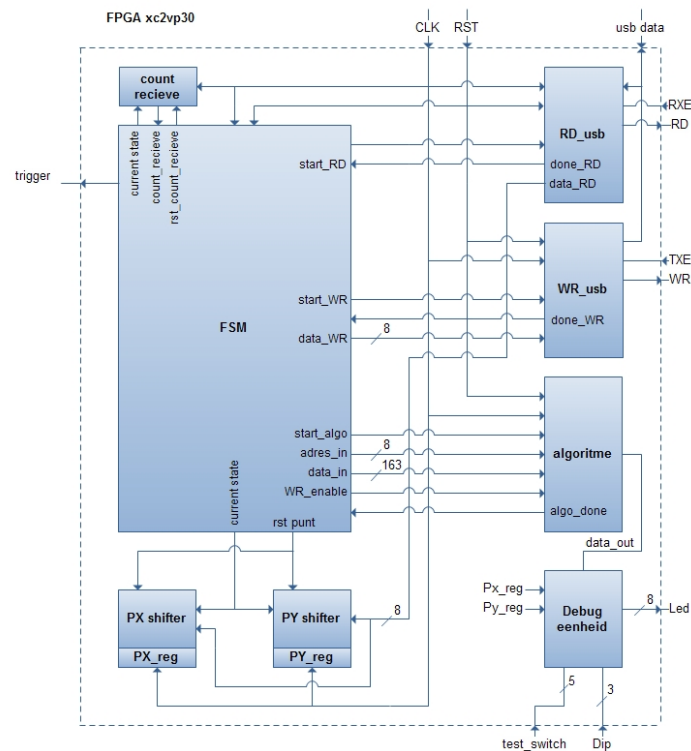 FPGA xc2vp30
CLK
RST
usb data
count
recieve
RXE
RD
RD_usb
current state
count_recieve
rst_count_recieve
start_RD
done_RD
data_RD
trigger
TXE
WR
WR_usb
start_WR
FSM
done_WR
data_WR
8
start_algo
adres_in
8
data_in
163
WR_enable
algoritme
algo_done
current state
rst punt
data_out
PX shifter
PX_reg
PY shifter
PY_reg
8
Px_reg
Py_reg
Debug
eenheid
8
Led
5
3
test_switch
Dip